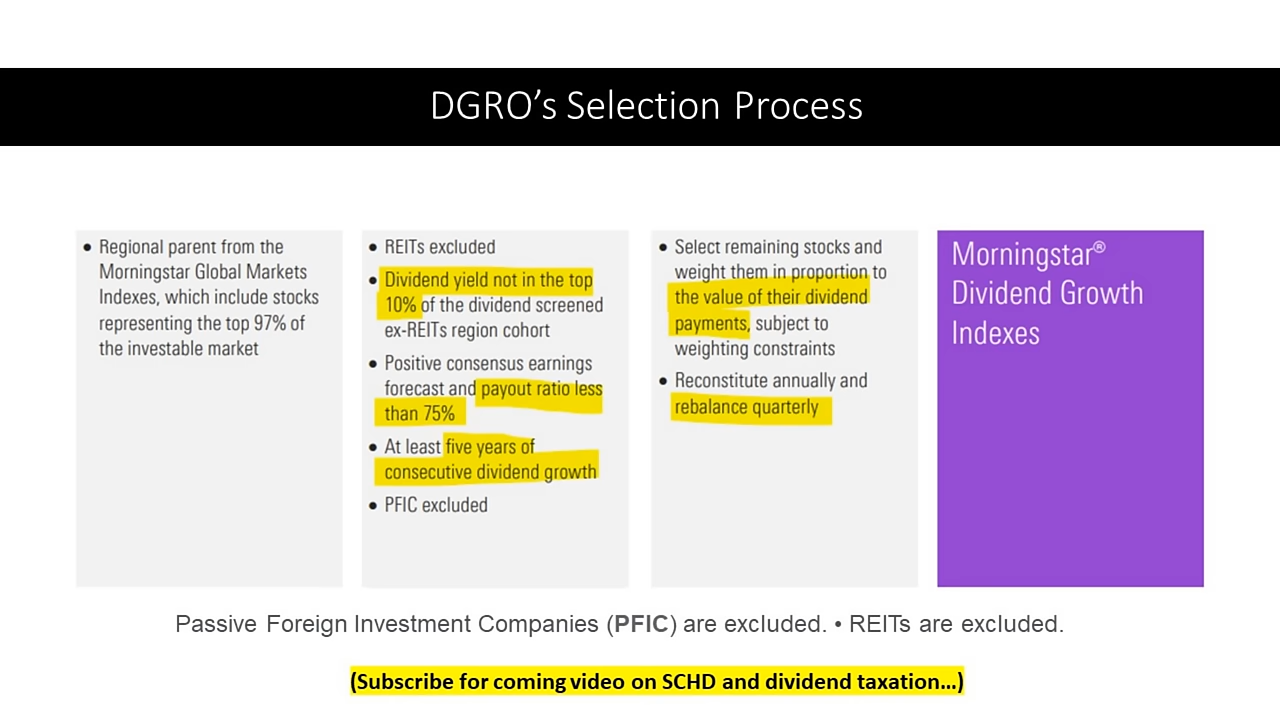 DGRO's Selection Process
• Regional parent from the
Morningstar Global Markets
Indexes, which include stocks
representing the top 97% of
the investable market
• REITs excluded
• Dividend yield not in the top
10% of the dividend screened
ex-REITs region cohort
• Positive consensus earnings
forecast and payout ratio less
than 75%
• At least five years of
consecutive dividend growth
• PFIC excluded
• Select remaining stocks and
weight them in proportion to
the value of their dividend
payments, subject to
weighting constraints
• Reconstitute annually and
rebalance quarterly
Morningstar®
Dividend Growth
Indexes
Passive Foreign Investment Companies (PFIC) are excluded. • REITs are excluded.
(Subscribe for coming video on SCHD and dividend taxation…)